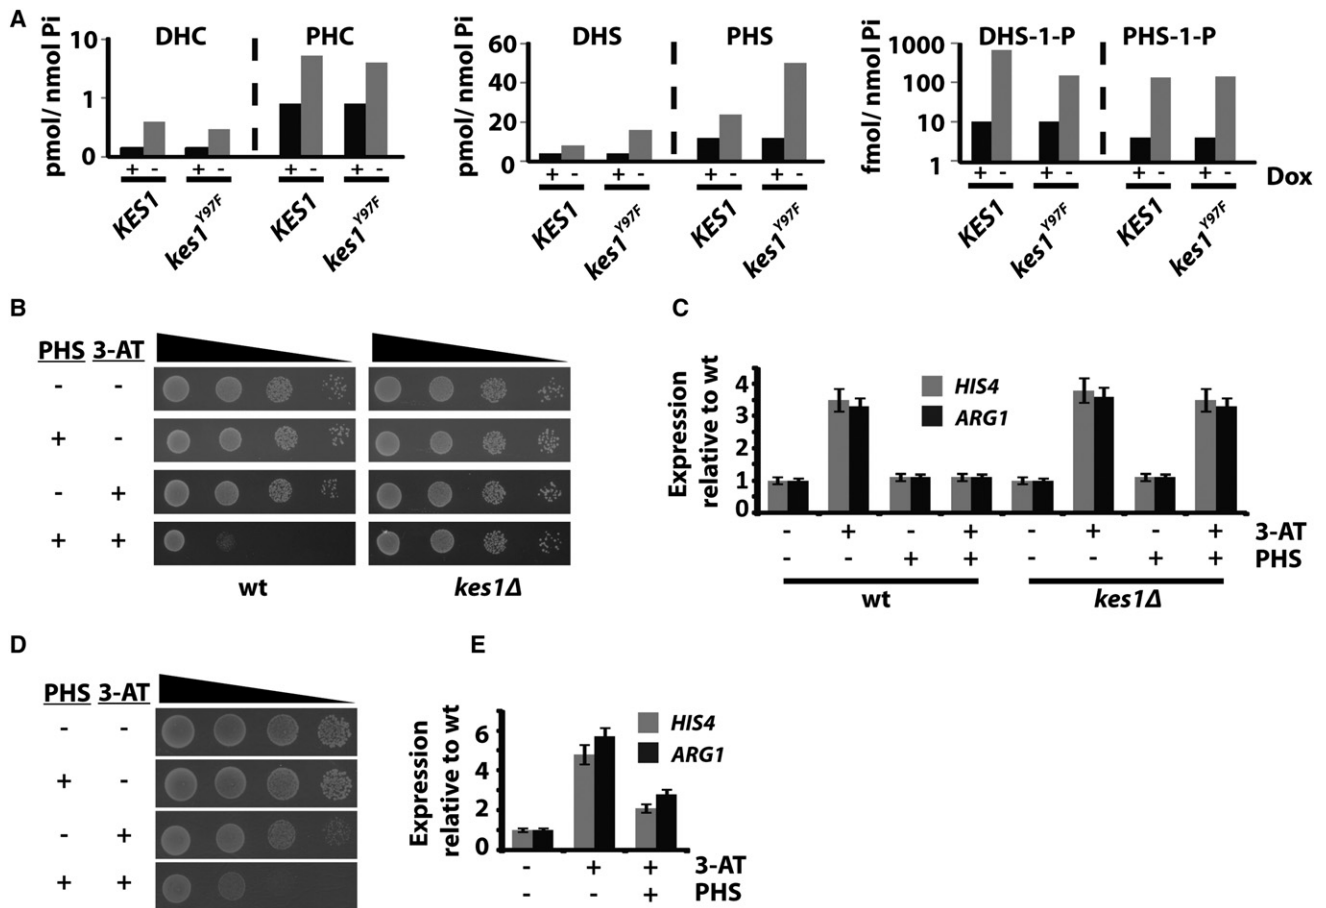 A
DHC PHC
pmol/ nmol Pi
10
1
0
+ - + - + - + -
KES1 kes1Y97F KES1 kes1Y97F
DHS PHS
pmol/ nmol Pi
60
40
20
0
+ - + - + - + -
KES1 kes1Y97F KES1 kes1Y97F
DHS-1-P PHS-1-P
fmol/ nmol Pi
1000
100
10
1
+ - + - + - + - Dox
KES1 kes1Y97F KES1 kes1Y97F
B
PHS 3-AT
- -
+ -
- +
+ +
wt kes1Δ
C
Expression
relative to wt
4
3
2
1
0
HIS4
ARG1
- + - + - + - + 3-AT
- - + + - - + + PHS
wt kes1Δ
D
PHS 3-AT
- -
+ -
- +
+ +
E
Expression
relative to wt
6
4
2
0
HIS4
ARG1
- + + 3-AT
- - + PHS